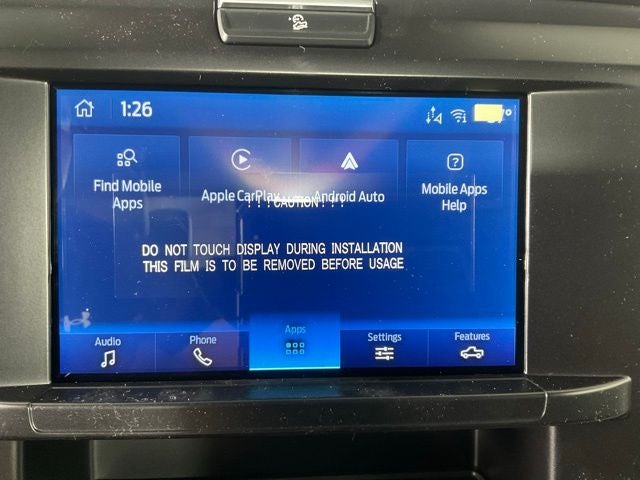 1:26
Find Mobile
Apps
Apple CarPlay
Android Auto
Mobile Apps
Help
!!!CAUTION!!!
DO NOT TOUCH DISPLAY DURING INSTALLATION
THIS FILM IS TO BE REMOVED BEFORE USAGE
Audio
Phone
Apps
Settings
Features